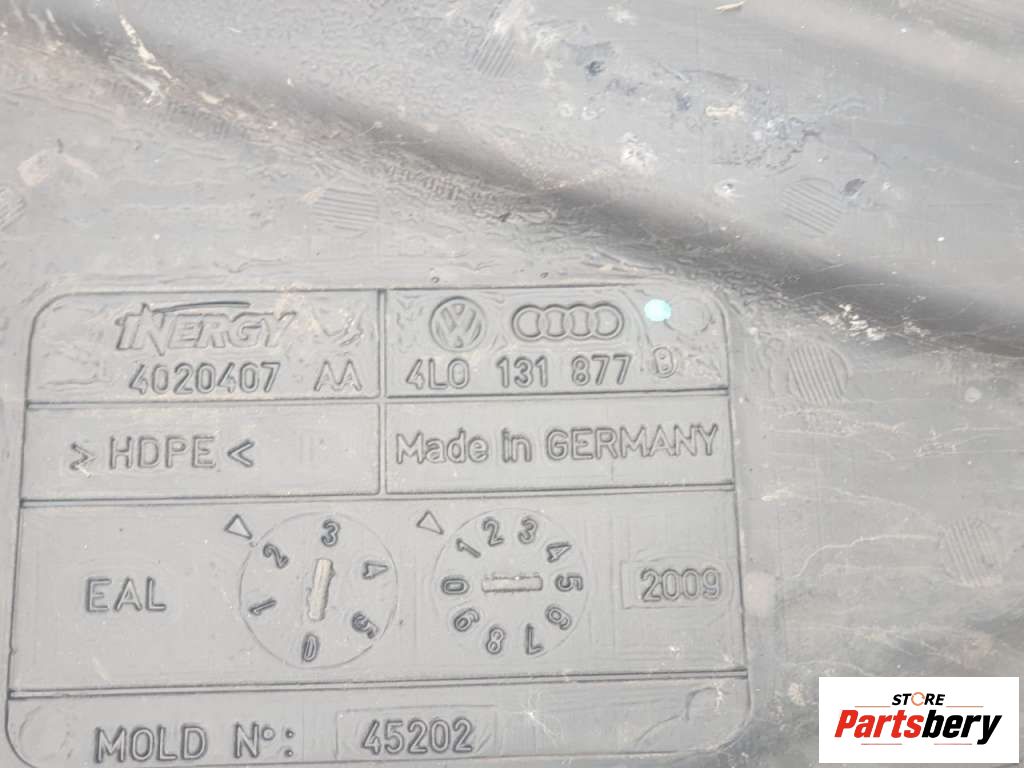 INERGY
4020407 AA
4L0 131 877
>HDPE<
Made in GERMANY
EAL
0 1 2 3 4 5
0 1 2 3 4 5 6 7 8 9
2009
MOLD No: 45202
STORE
Partsbery